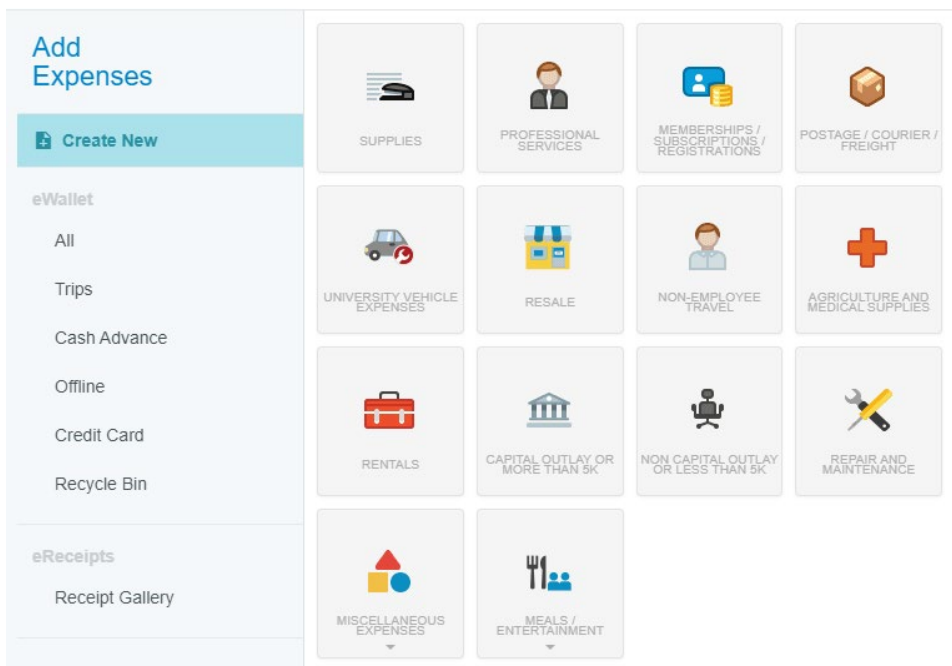 Add
Expenses
Create New
eWallet
All
Trips
Cash Advance
Offline
Credit Card
Recycle Bin
eReceipts
Receipt Gallery
SUPPLIES
PROFESSIONAL
SERVICES
MEMBERSHIPS /
SUBSCRIPTIONS /
REGISTRATIONS
POSTAGE / COURIER /
FREIGHT
UNIVERSITY VEHICLE
EXPENSES
RESALE
NON-EMPLOYEE
TRAVEL
AGRICULTURE AND
MEDICAL SUPPLIES
RENTALS
CAPITAL OUTLAY OR
MORE THAN 5K
NON CAPITAL OUTLAY
OR LESS THAN 5K
REPAIR AND
MAINTENANCE
MISCELLANEOUS
EXPENSES
MEALS /
ENTERTAINMENT